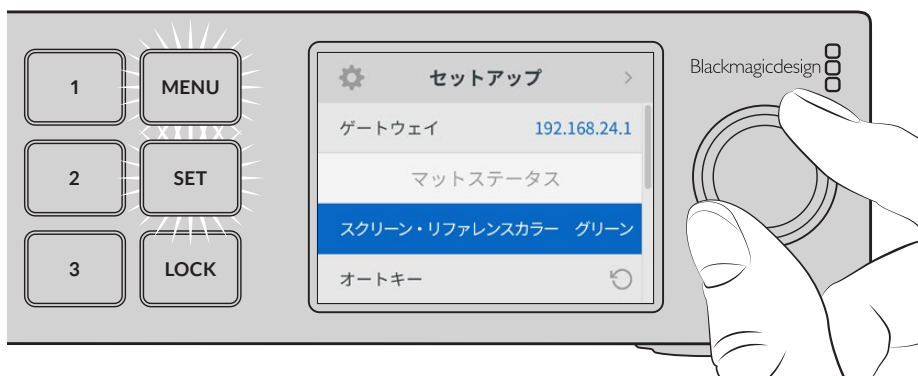 1
MENU
2
SET
3
LOCK
セットアップ
ゲートウェイ 192.168.24.1
マットステータス
スクリーン・リファレンスカラー グリーン
オートキー
Blackmagicdesign